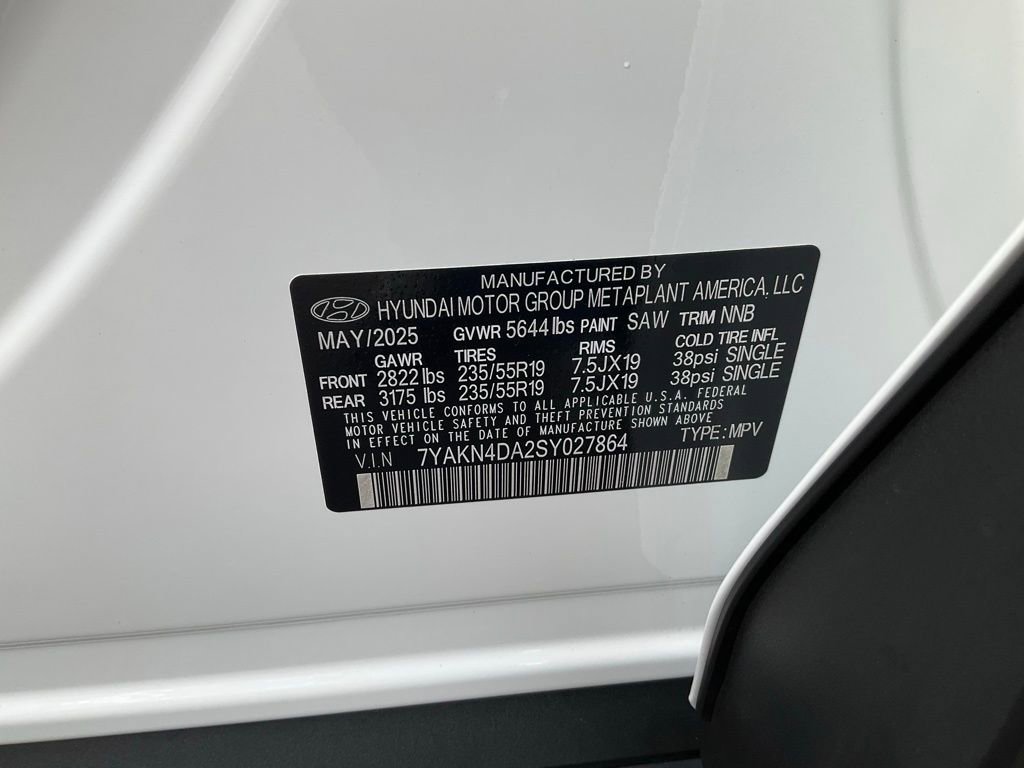 MANUFACTURED BY
HYUNDAI MOTOR GROUP METAPLANT AMERICA, LLC
MAY/2025 GVWR 5644 lbs PAINT SAW TRIM NNB
GAWR TIRES RIMS COLD TIRE INFL
FRONT 2822 lbs 235/55R19 7.5JX19 38psi SINGLE
REAR 3175 lbs 235/55R19 7.5JX19 38psi SINGLE
THIS VEHICLE CONFORMS TO ALL APPLICABLE U.S.A. FEDERAL
MOTOR VEHICLE SAFETY AND THEFT PREVENTION STANDARDS
IN EFFECT ON THE DATE OF MANUFACTURE SHOWN ABOVE
V.I.N 7YAKN4DA2SY027864 TYPE: MPV